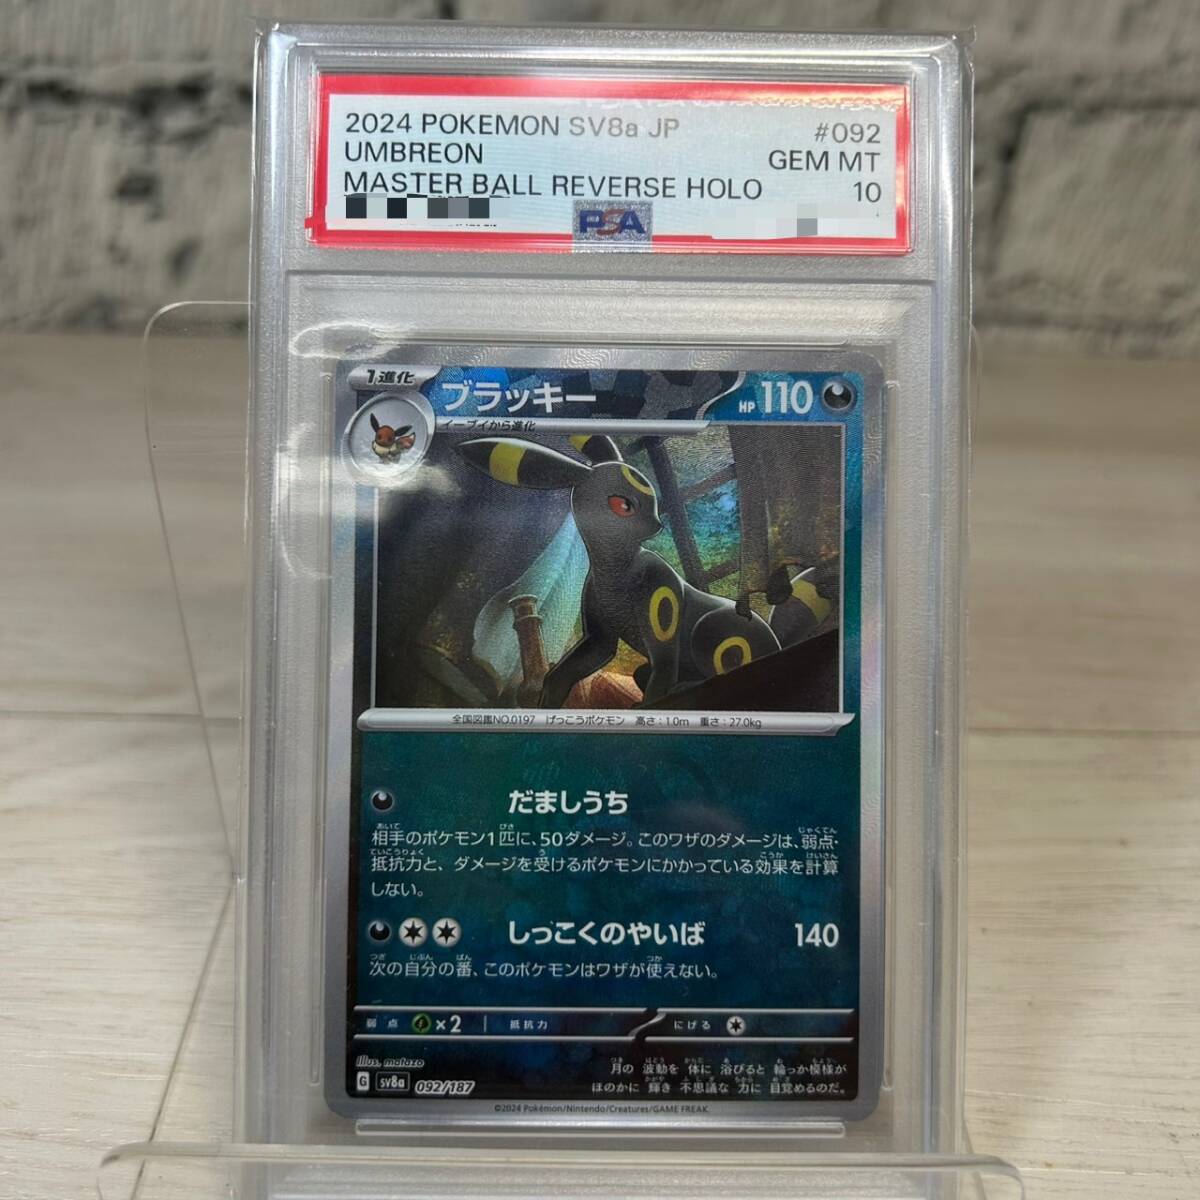 2024 POKEMON SV8a JP #092
UMBREON GEM MT
MASTER BALL REVERSE HOLO 10
PSA
1進化 ブラッキー HP 110
イーブイから進化
全国図鑑NO.0197 げっこうポケモン 高さ:1.0m 重さ:27.0kg
だましうち
相手のポケモン1匹に、50ダメージ。このワザのダメージは、弱点・
抵抗力と、ダメージを受けるポケモンにかかっている効果を計算
しない。
しっこくのやいば 140
次の自分の番、このポケモンはワザが使えない。
弱点 ×2 抵抗力 にげる
Illus. matazo
G sv8a 092/187
月の 波動を 体に 浴びると 輪っか模様が
ほのかに 輝き 不思議な 力に 目覚めるのだ。
©2024 Pokémon/Nintendo/Creatures/GAME FREAK.